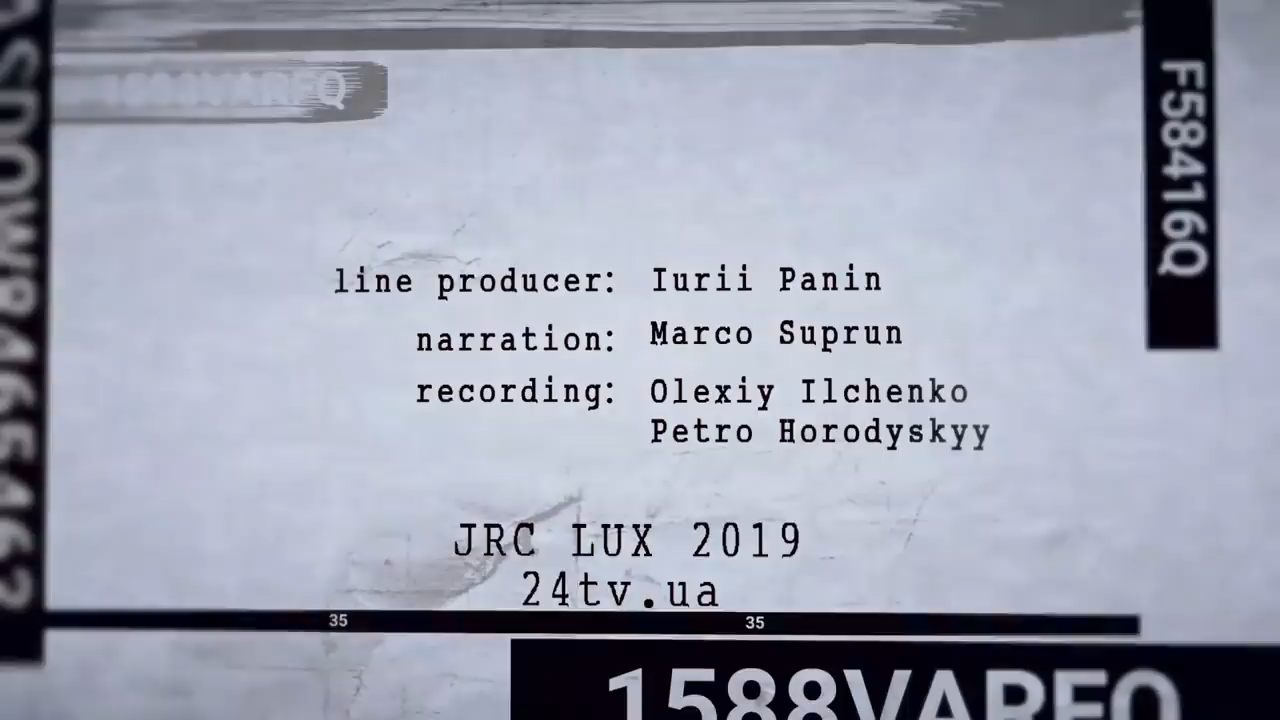 F58416Q
line producer: Iurii Panin
narration: Marco Suprun
recording: Olexiy Ilchenko
Petro Horodyskyy
JRC LUX 2019
24tv.ua
35 35
1588VAREQ